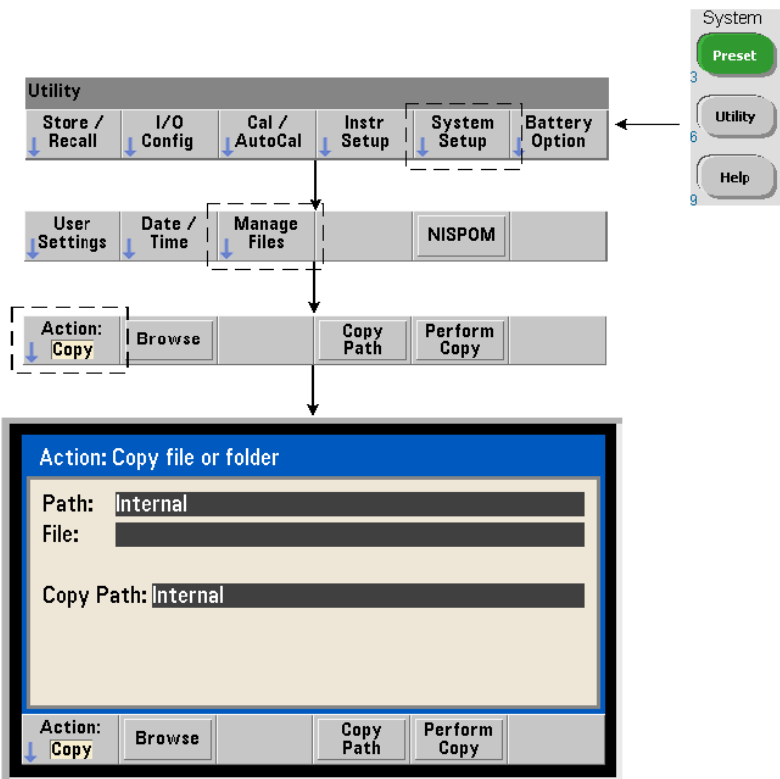 System
Preset
3
Utility
6
Help
9
Utility
Store / Recall
I/O Config
Cal / AutoCal
Instr Setup
System Setup
Battery Option
User Settings
Date / Time
Manage Files
NISPOM
Action: Copy
Browse
Copy Path
Perform Copy
Action: Copy file or folder
Path: Internal
File:
Copy Path: Internal
Action: Copy
Browse
Copy Path
Perform Copy